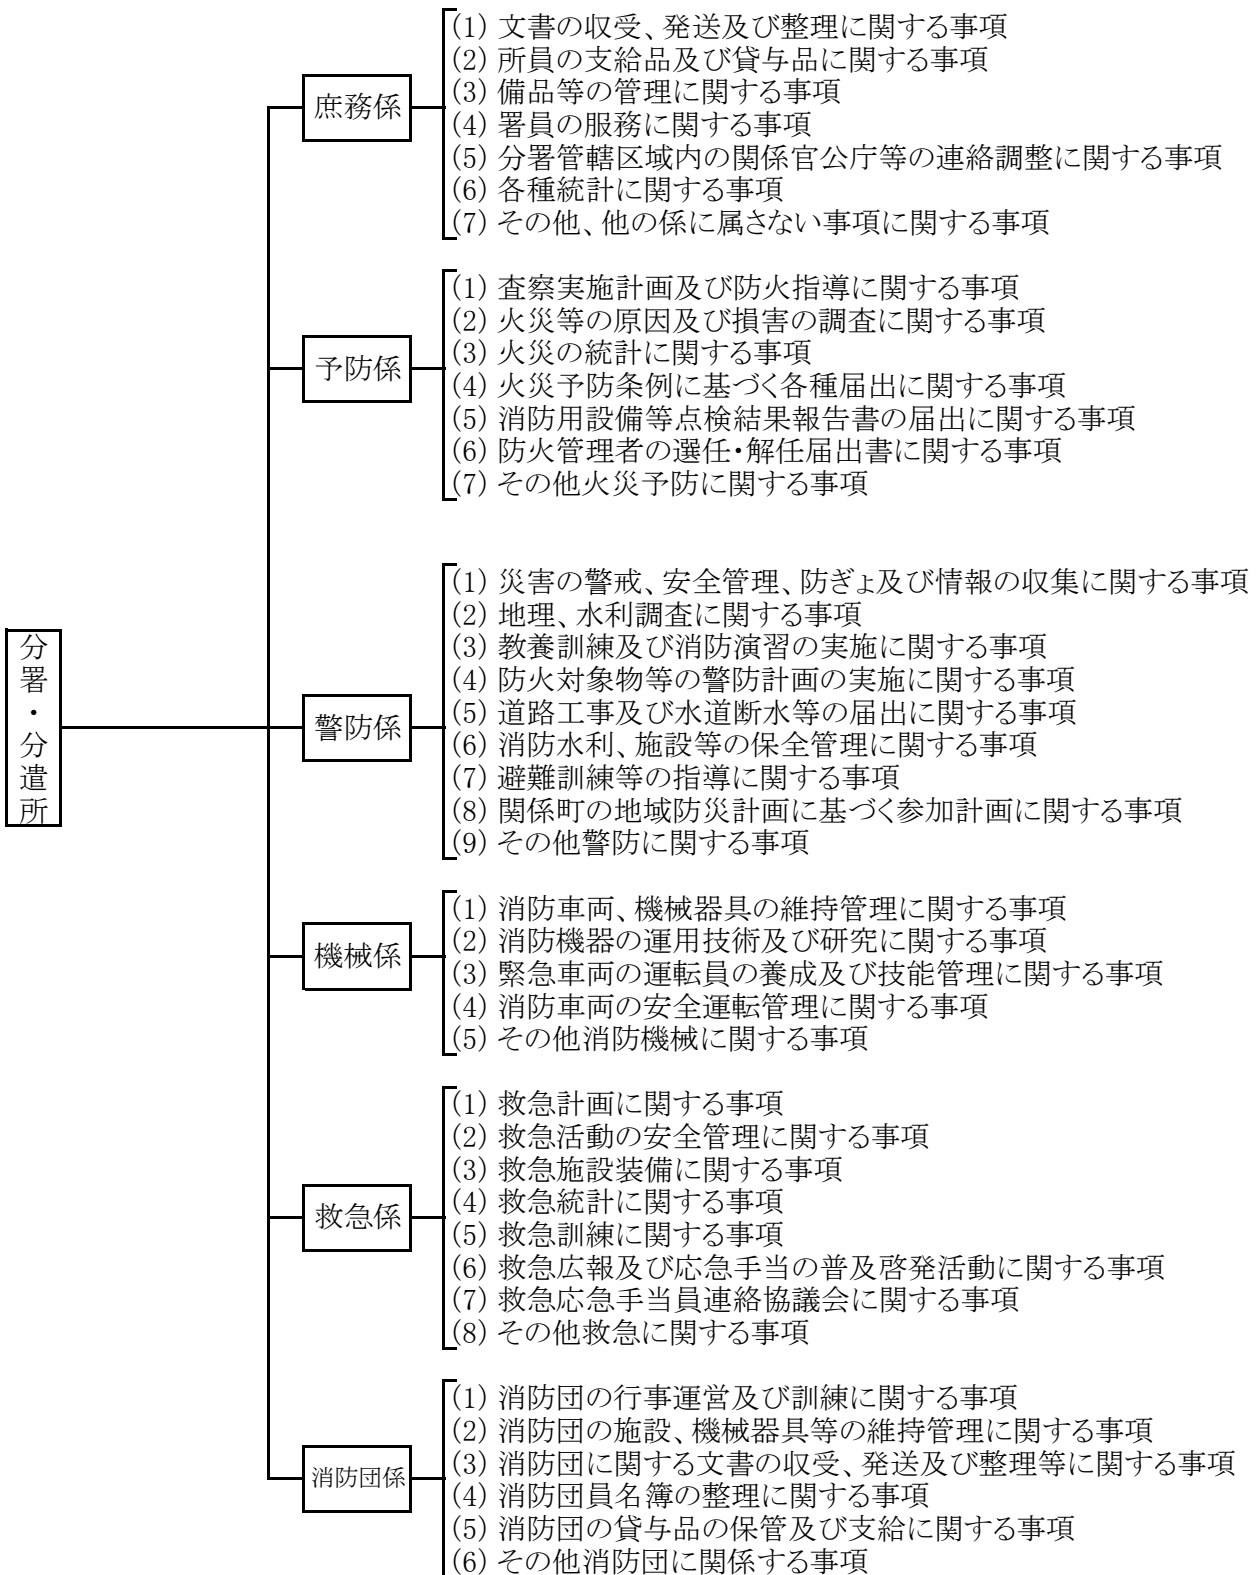 分署・分遣所
庶務係
(1) 文書の収受、発送及び整理に関する事項
(2) 所員の支給品及び貸与品に関する事項
(3) 備品等の管理に関する事項
(4) 署員の服務に関する事項
(5) 分署管轄区域内の関係官公庁等の連絡調整に関する事項
(6) 各種統計に関する事項
(7) その他、他の係に属さない事項に関する事項
予防係
(1) 査察実施計画及び防火指導に関する事項
(2) 火災等の原因及び損害の調査に関する事項
(3) 火災の統計に関する事項
(4) 火災予防条例に基づく各種届出に関する事項
(5) 消防用設備等点検結果報告書の届出に関する事項
(6) 防火管理者の選任・解任届出書に関する事項
(7) その他火災予防に関する事項
警防係
(1) 災害の警戒、安全管理、防ぎょ及び情報の収集に関する事項
(2) 地理、水利調査に関する事項
(3) 教養訓練及び消防演習の実施に関する事項
(4) 防火対象物等の警防計画の実施に関する事項
(5) 道路工事及び水道断水等の届出に関する事項
(6) 消防水利、施設等の保全管理に関する事項
(7) 避難訓練等の指導に関する事項
(8) 関係町の地域防災計画に基づく参加計画に関する事項
(9) その他警防に関する事項
機械係
(1) 消防車両、機械器具の維持管理に関する事項
(2) 消防機器の運用技術及び研究に関する事項
(3) 緊急車両の運転員の養成及び技能管理に関する事項
(4) 消防車両の安全運転管理に関する事項
(5) その他消防機械に関する事項
救急係
(1) 救急計画に関する事項
(2) 救急活動の安全管理に関する事項
(3) 救急施設装備に関する事項
(4) 救急統計に関する事項
(5) 救急訓練に関する事項
(6) 救急広報及び応急手当の普及啓発活動に関する事項
(7) 救急応急手当員連絡協議会に関する事項
(8) その他救急に関する事項
消防団係
(1) 消防団の行事運営及び訓練に関する事項
(2) 消防団の施設、機械器具等の維持管理に関する事項
(3) 消防団に関する文書の収受、発送及び整理等に関する事項
(4) 消防団員名簿の整理に関する事項
(5) 消防団の貸与品の保管及び支給に関する事項
(6) その他消防団に関係する事項